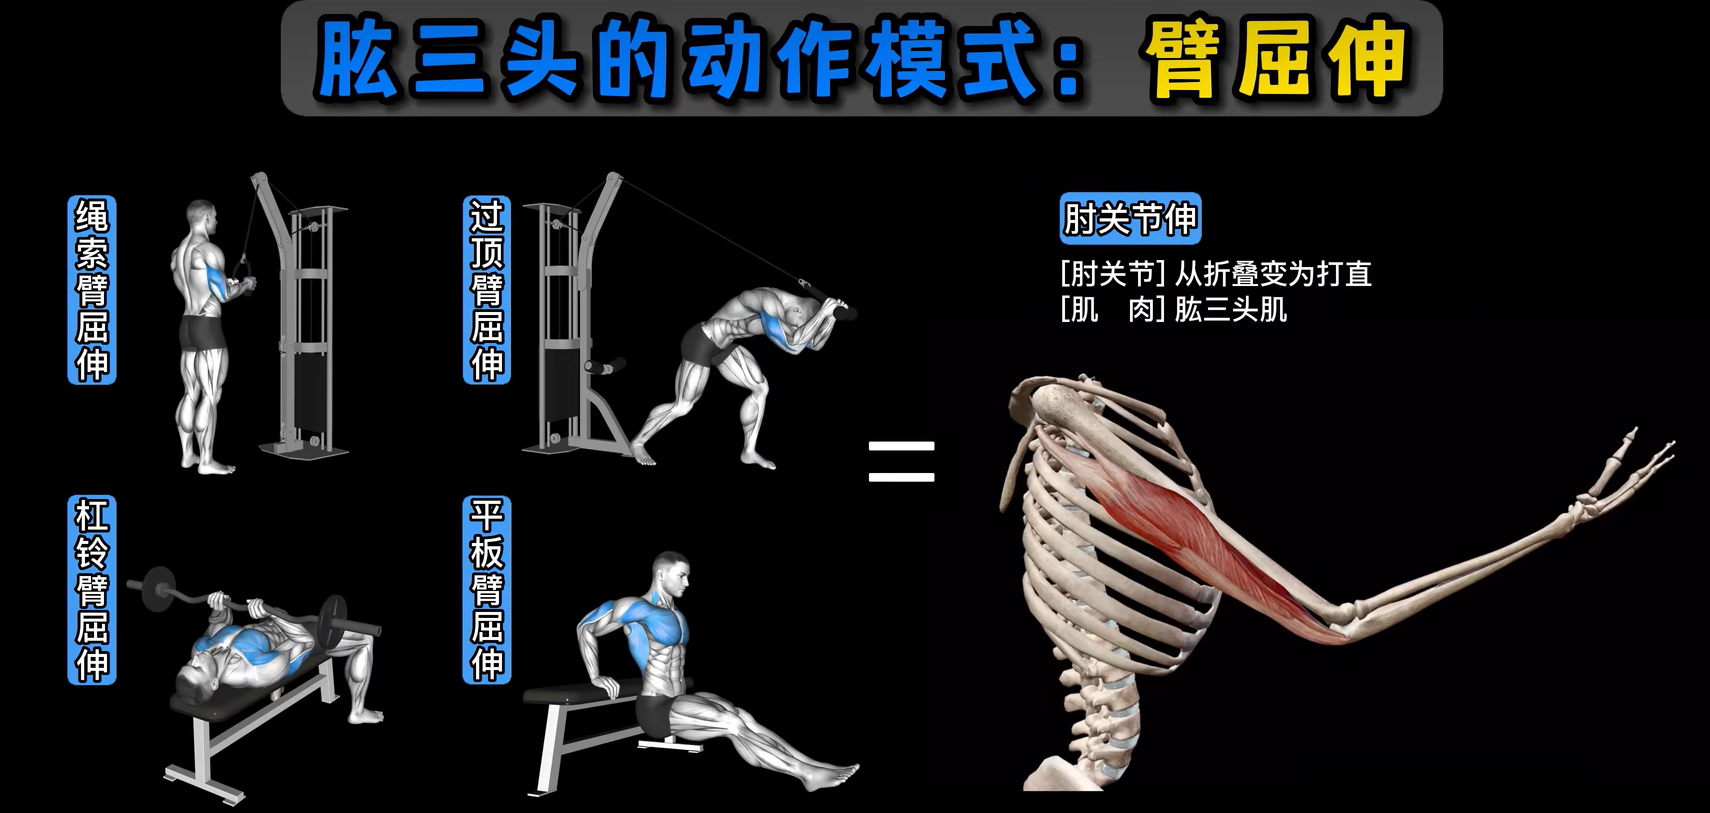 肱三头的动作模式：臂屈伸
绳索臂屈伸
过顶臂屈伸
杠铃臂屈伸
平板臂屈伸
=
肘关节伸
[肘关节] 从折叠变为打直
[肌　肉] 肱三头肌